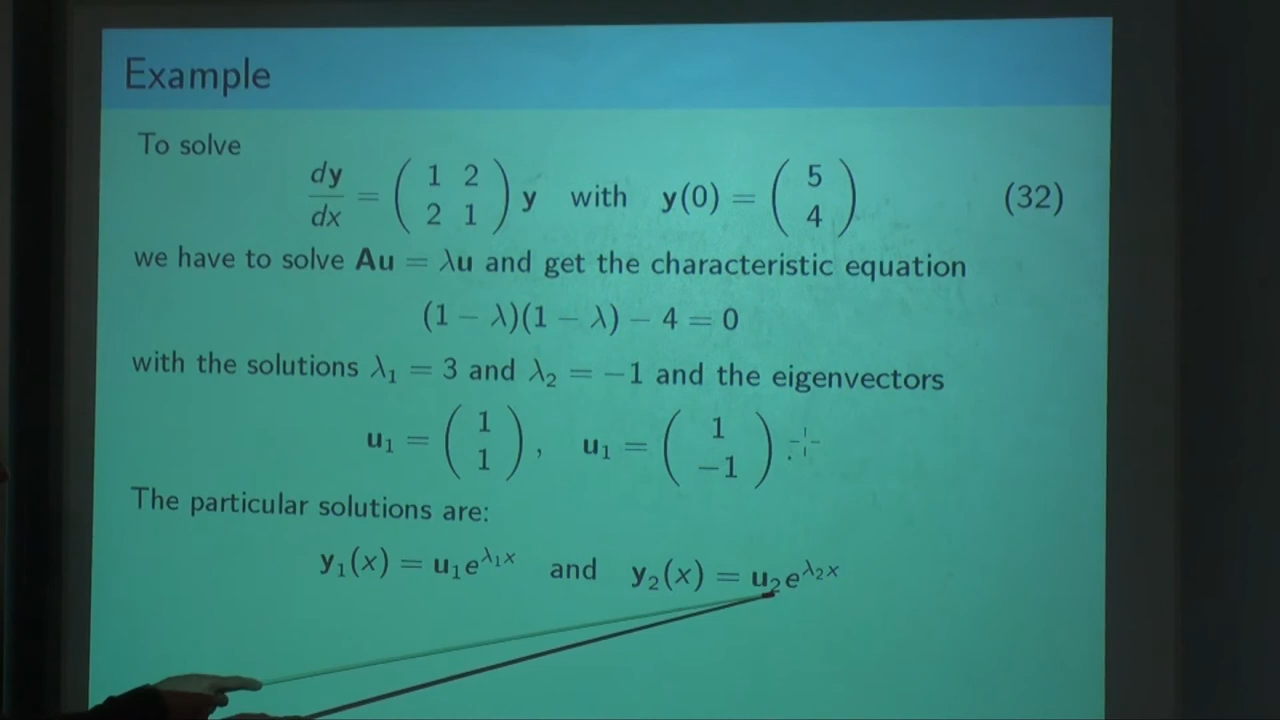 Example
To solve
d𝐲/dx = ( 1 2 ; 2 1 ) 𝐲 with 𝐲(0) = ( 5 ; 4 ) (32)
we have to solve 𝐀𝐮 = λ𝐮 and get the characteristic equation
(1 − λ)(1 − λ) − 4 = 0
with the solutions λ₁ = 3 and λ₂ = −1 and the eigenvectors
𝐮₁ = ( 1 ; 1 ), 𝐮₁ = ( 1 ; −1 ).
The particular solutions are:
𝐲₁(x) = 𝐮₁e^{λ₁x} and 𝐲₂(x) = 𝐮₂e^{λ₂x}